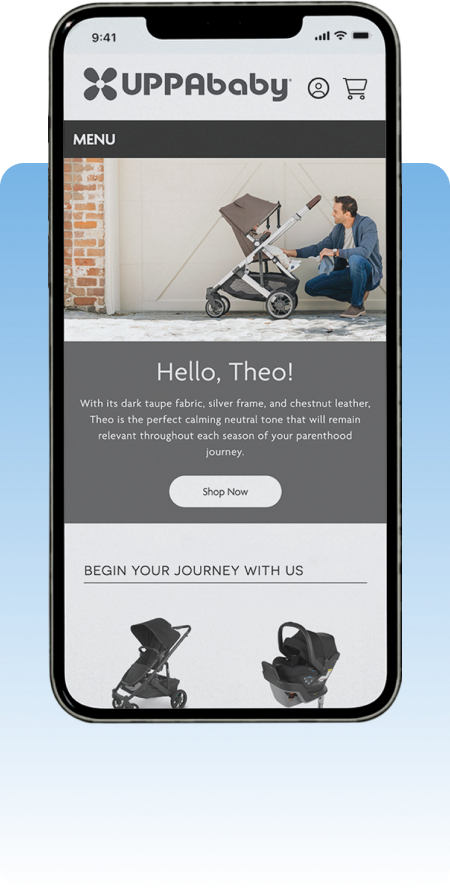 9:41
UPPAbaby
MENU
Hello, Theo!
With its dark taupe fabric, silver frame, and chestnut leather,
Theo is the perfect calming neutral tone that will remain
relevant throughout each season of your parenthood
journey.
Shop Now
BEGIN YOUR JOURNEY WITH US